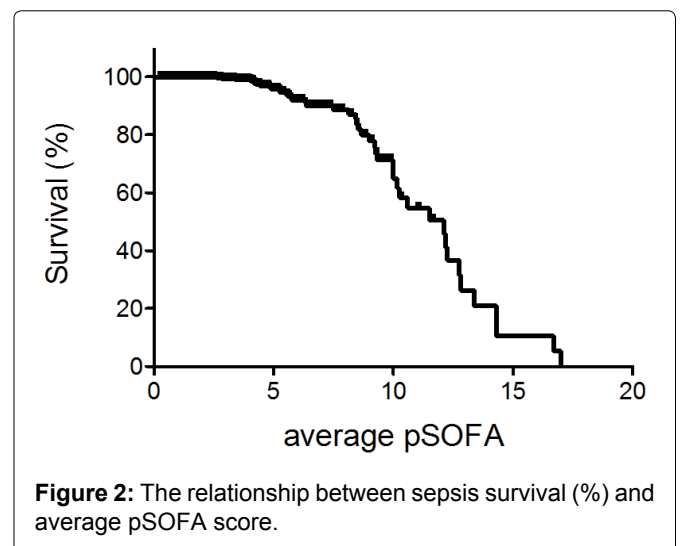 Survival (%)
100
80
60
40
20
0
0 5 10 15 20
average pSOFA
Figure 2: The relationship between sepsis survival (%) and
average pSOFA score.